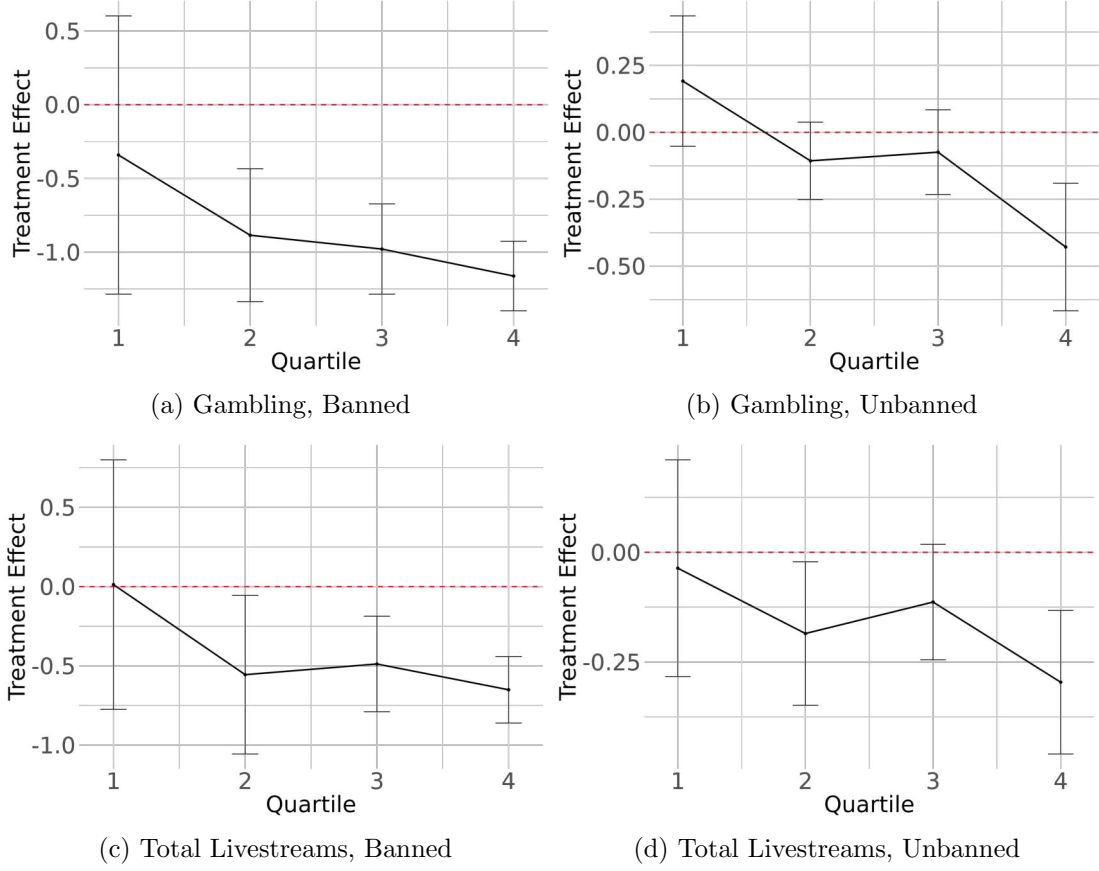 Treatment Effect
0.5
0.0
-0.5
-1.0
1 2 3 4
Quartile
(a) Gambling, Banned
Treatment Effect
0.25
0.00
-0.25
-0.50
1 2 3 4
Quartile
(b) Gambling, Unbanned
Treatment Effect
0.5
0.0
-0.5
-1.0
1 2 3 4
Quartile
(c) Total Livestreams, Banned
Treatment Effect
0.00
-0.25
1 2 3 4
Quartile
(d) Total Livestreams, Unbanned